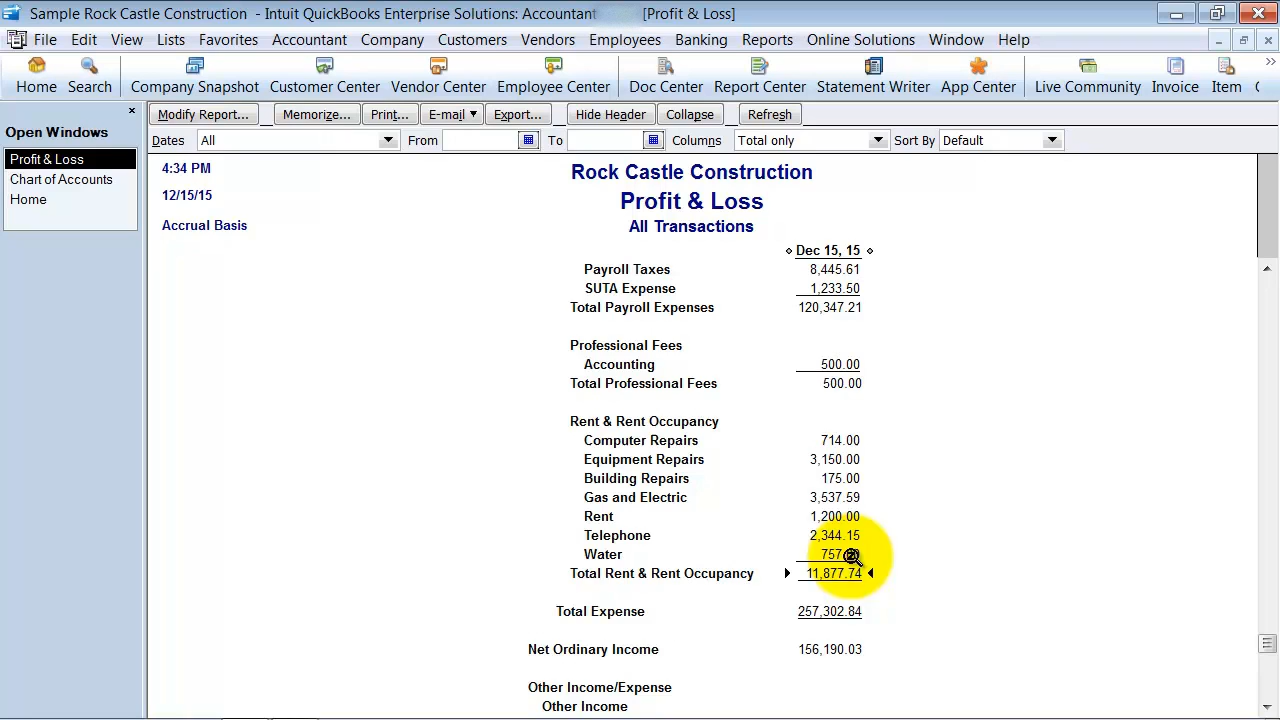 Sample Rock Castle Construction - Intuit QuickBooks Enterprise Solutions: Accountant [Profit & Loss]
File Edit View Lists Favorites Accountant Company Customers Vendors Employees Banking Reports Online Solutions Window Help
Home Search Company Snapshot Customer Center Vendor Center Employee Center Doc Center Report Center Statement Writer App Center Live Community Invoice Item
Open Windows
Profit & Loss
Chart of Accounts
Home
Modify Report... Memorize... Print... E-mail Export... Hide Header Collapse Refresh
Dates All From To Columns Total only Sort By Default
4:34 PM
12/15/15
Accrual Basis
Rock Castle Construction
Profit & Loss
All Transactions
Dec 15, 15
Payroll Taxes 8,445.61
SUTA Expense 1,233.50
Total Payroll Expenses 120,347.21
Professional Fees
Accounting 500.00
Total Professional Fees 500.00
Rent & Rent Occupancy
Computer Repairs 714.00
Equipment Repairs 3,150.00
Building Repairs 175.00
Gas and Electric 3,537.59
Rent 1,200.00
Telephone 2,344.15
Water
Total Rent & Rent Occupancy 11,877.74
Total Expense 257,302.84
Net Ordinary Income 156,190.03
Other Income/Expense
Other Income